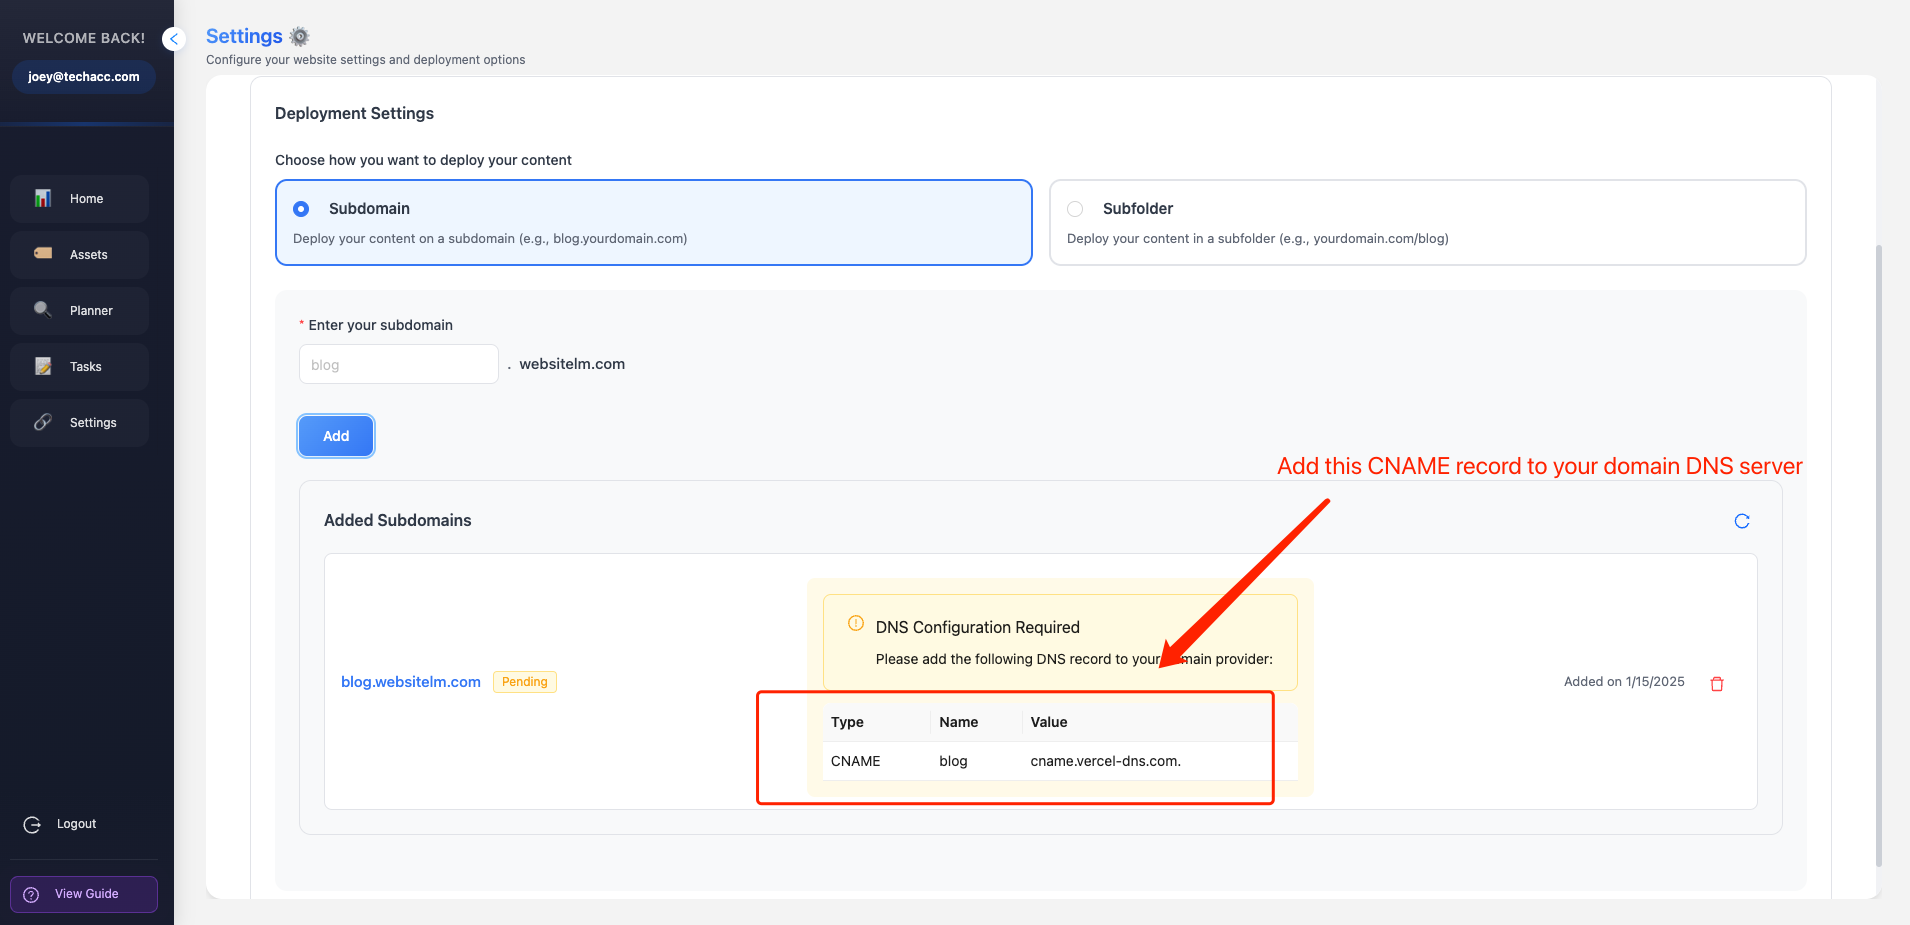 WELCOME BACK!
joey@techacc.com
Home
Assets
Planner
Tasks
Settings
Logout
View Guide
Settings
Configure your website settings and deployment options
Deployment Settings
Choose how you want to deploy your content
Subdomain
Deploy your content on a subdomain (e.g., blog.yourdomain.com)
Subfolder
Deploy your content in a subfolder (e.g., yourdomain.com/blog)
* Enter your subdomain
blog . websitelm.com
Add
Add this CNAME record to your domain DNS server
Added Subdomains
DNS Configuration Required
Please add the following DNS record to your main provider:
blog.websitelm.com Pending
Added on 1/15/2025
Type Name Value
CNAME blog cname.vercel-dns.com.